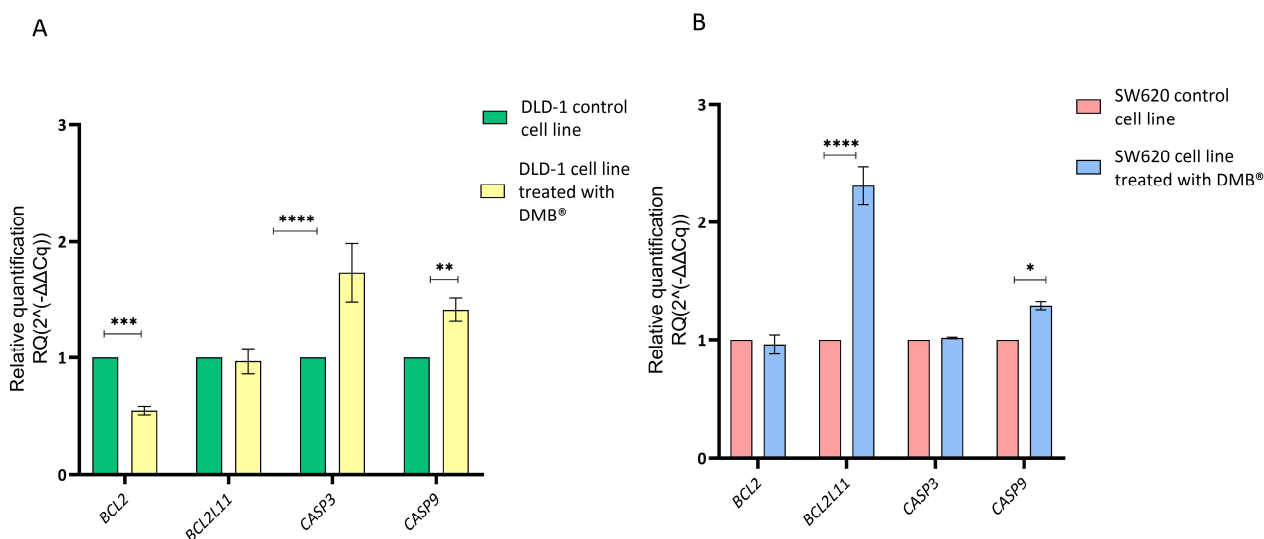 A
B
DLD-1 control
cell line
DLD-1 cell line
treated with
DMB®
SW620 control
cell line
SW620 cell line
treated with DMB®
Relative quantification
RQ(2^(-ΔΔCq))
3
2
1
0
***
****
**
BCL2
BCL2L11
CASP3
CASP9
Relative quantification
RQ(2^(-ΔΔCq))
3
2
1
0
****
*
BCL2
BCL2L11
CASP3
CASP9